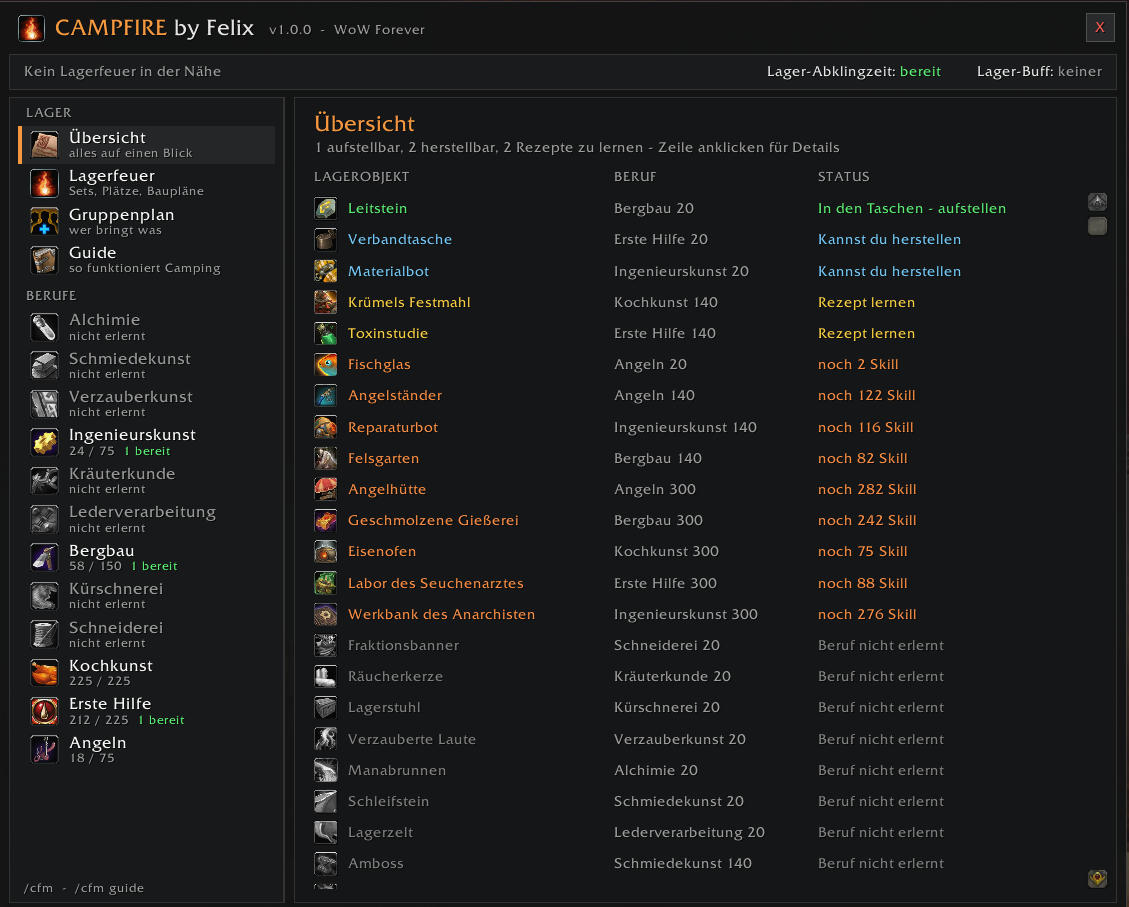 CAMPFIRE by Felix v1.0.0 - WoW Forever
X
Kein Lagerfeuer in der Nähe
Lager-Abklingzeit: bereit
Lager-Buff: keiner
LAGER
Übersicht
alles auf einen Blick
Lagerfeuer
Sets, Plätze, Baupläne
Gruppenplan
wer bringt was
Guide
so funktioniert Camping
BERUFE
Alchimie
nicht erlernt
Schmiedekunst
nicht erlernt
Verzauberkunst
nicht erlernt
Ingenieurskunst
24 / 75 1 bereit
Kräuterkunde
nicht erlernt
Lederverarbeitung
nicht erlernt
Bergbau
58 / 150 1 bereit
Kürschnerei
nicht erlernt
Schneiderei
nicht erlernt
Kochkunst
225 / 225
Erste Hilfe
212 / 225 1 bereit
Angeln
18 / 75
/cfm - /cfm guide
Übersicht
1 aufstellbar, 2 herstellbar, 2 Rezepte zu lernen - Zeile anklicken für Details
LAGEROBJEKT BERUF STATUS
Leitstein Bergbau 20 In den Taschen - aufstellen
Verbandtasche Erste Hilfe 20 Kannst du herstellen
Materialbot Ingenieurskunst 20 Kannst du herstellen
Krümels Festmahl Kochkunst 140 Rezept lernen
Toxinstudie Erste Hilfe 140 Rezept lernen
Fischglas Angeln 20 noch 2 Skill
Angelständer Angeln 140 noch 122 Skill
Reparaturbot Ingenieurskunst 140 noch 116 Skill
Felsgarten Bergbau 140 noch 82 Skill
Angelhütte Angeln 300 noch 282 Skill
Geschmolzene Gießerei Bergbau 300 noch 242 Skill
Eisenofen Kochkunst 300 noch 75 Skill
Labor des Seuchenarztes Erste Hilfe 300 noch 88 Skill
Werkbank des Anarchisten Ingenieurskunst 300 noch 276 Skill
Fraktionsbanner Schneiderei 20 Beruf nicht erlernt
Räucherkerze Kräuterkunde 20 Beruf nicht erlernt
Lagerstuhl Kürschnerei 20 Beruf nicht erlernt
Verzauberte Laute Verzauberkunst 20 Beruf nicht erlernt
Manabrunnen Alchimie 20 Beruf nicht erlernt
Schleifstein Schmiedekunst 20 Beruf nicht erlernt
Lagerzelt Lederverarbeitung 20 Beruf nicht erlernt
Amboss Schmiedekunst 140 Beruf nicht erlernt